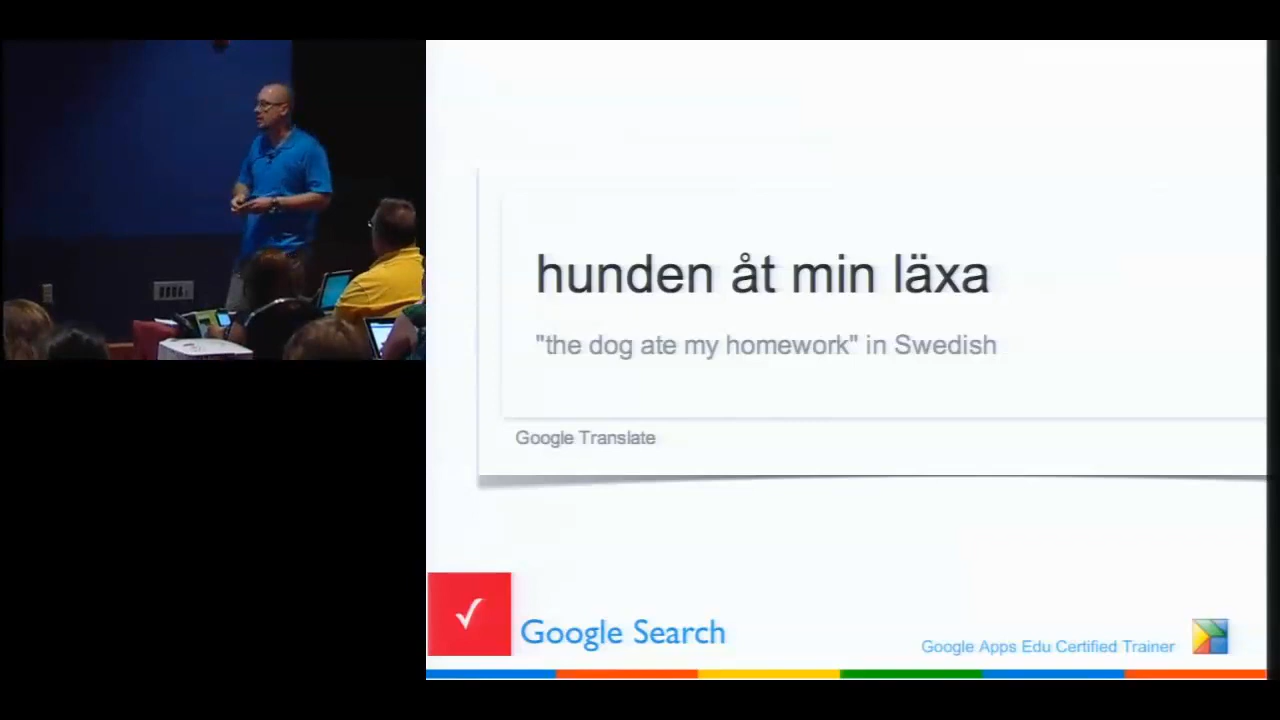 hunden åt min läxa
"the dog ate my homework" in Swedish
Google Translate
Google Search
Google Apps Edu Certified Trainer